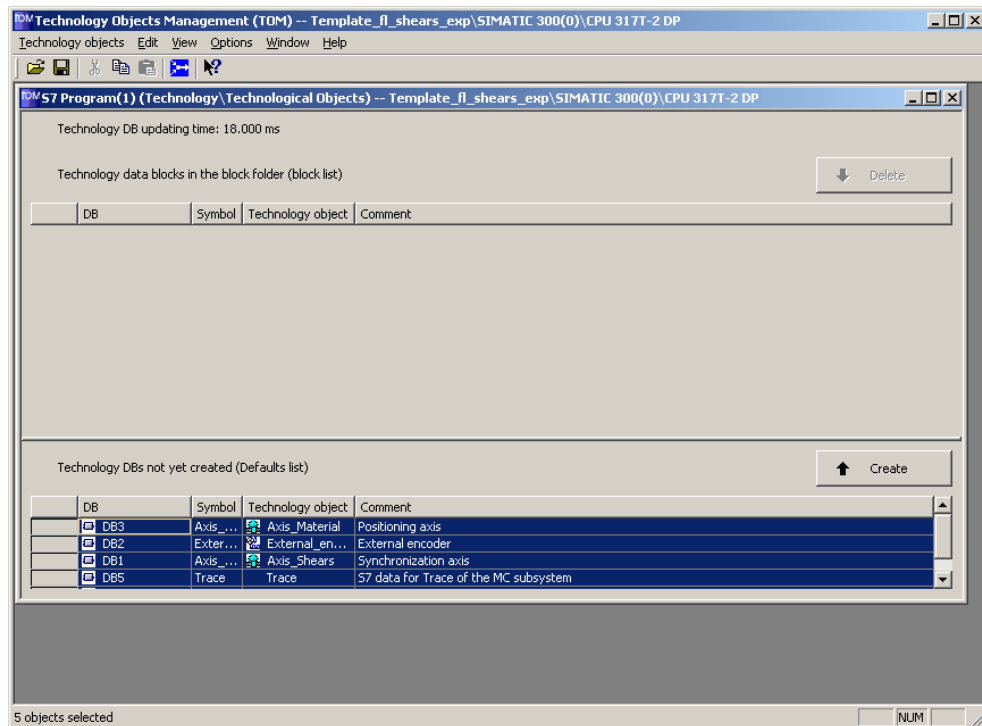 TOM Technology Objects Management (TOM) -- Template_fl_shears_exp\SIMATIC 300(0)\CPU 317T-2 DP
Technology objects Edit View Options Window Help
TOM S7 Program(1) (Technology\Technological Objects) -- Template_fl_shears_exp\SIMATIC 300(0)\CPU 317T-2 DP
Technology DB updating time: 18.000 ms
Technology data blocks in the block folder (block list)
Delete
DB Symbol Technology object Comment
Technology DBs not yet created (Defaults list)
Create
DB Symbol Technology object Comment
DB3 Axis_... Axis_Material Positioning axis
DB2 Exter... External_en... External encoder
DB1 Axis_... Axis_Shears Synchronization axis
DB5 Trace Trace S7 data for Trace of the MC subsystem
5 objects selected
NUM